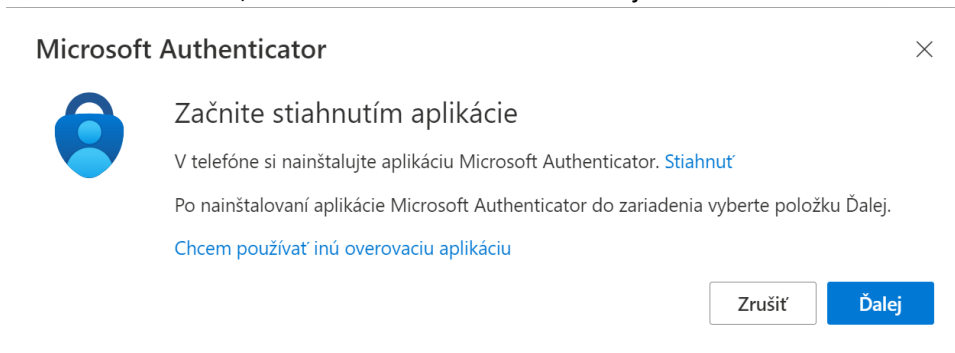 Microsoft Authenticator
Začnite stiahnutím aplikácie
V telefóne si nainštalujte aplikáciu Microsoft Authenticator. Stiahnuť
Po nainštalovaní aplikácie Microsoft Authenticator do zariadenia vyberte položku Ďalej.
Chcem používať inú overovaciu aplikáciu
Zrušiť Ďalej